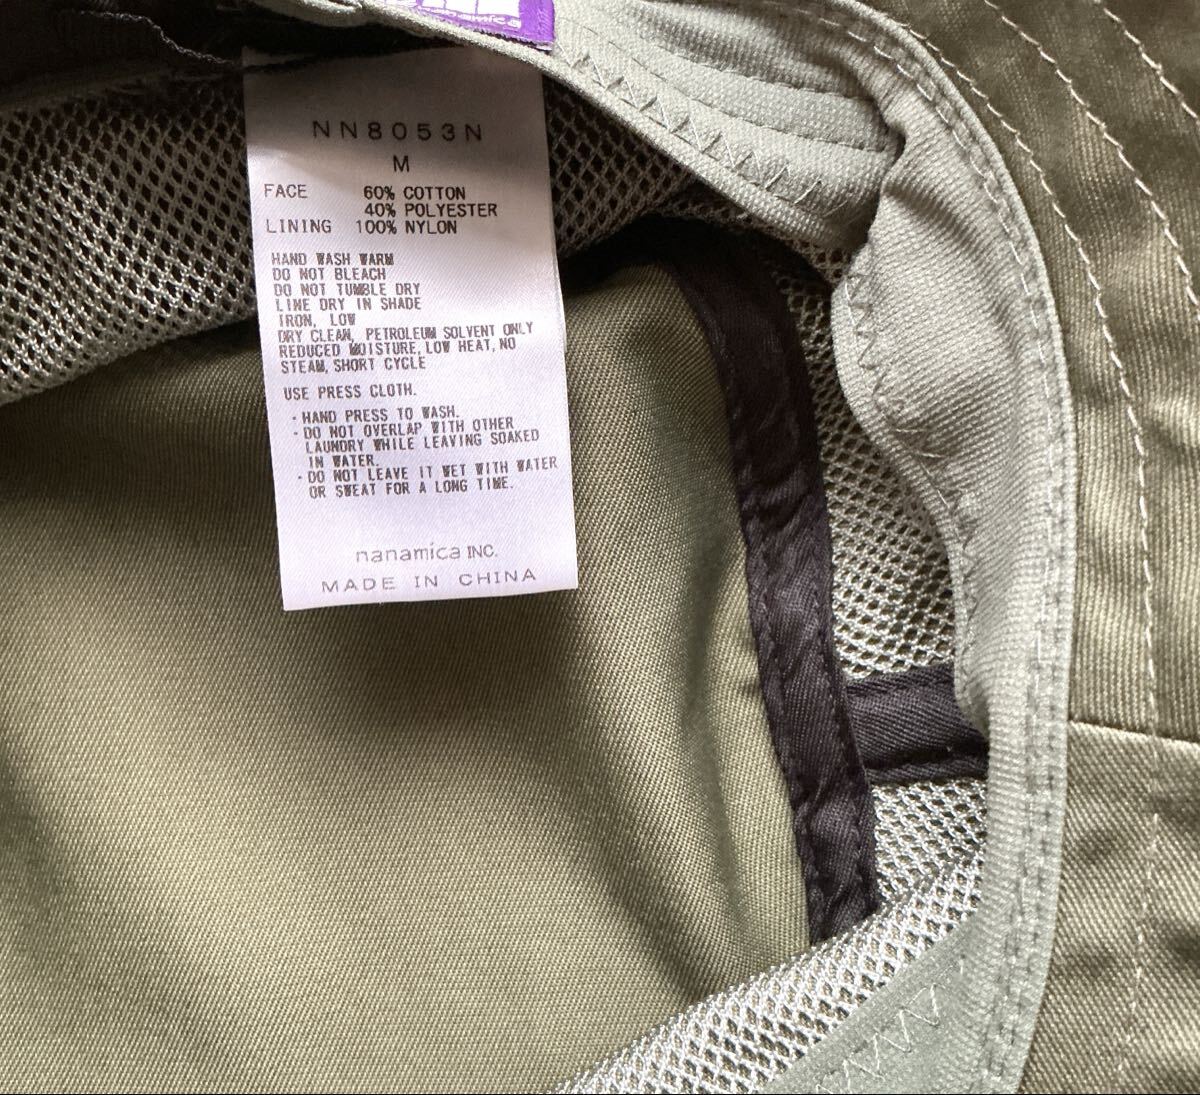 NN8053N
M
FACE 60% COTTON
40% POLYESTER
LINING 100% NYLON
HAND WASH WARM
DO NOT BLEACH
DO NOT TUMBLE DRY
LINE DRY IN SHADE
IRON, LOW
DRY CLEAN, PETROLEUM SOLVENT ONLY
REDUCED MOISTURE, LOW HEAT, NO
STEAM, SHORT CYCLE
USE PRESS CLOTH.
・HAND PRESS TO WASH.
・DO NOT OVERLAP WITH OTHER
LAUNDRY WHILE LEAVING SOAKED
IN WATER.
・DO NOT LEAVE IT WET WITH WATER
OR SWEAT FOR A LONG TIME.
nanamica INC.
MADE IN CHINA